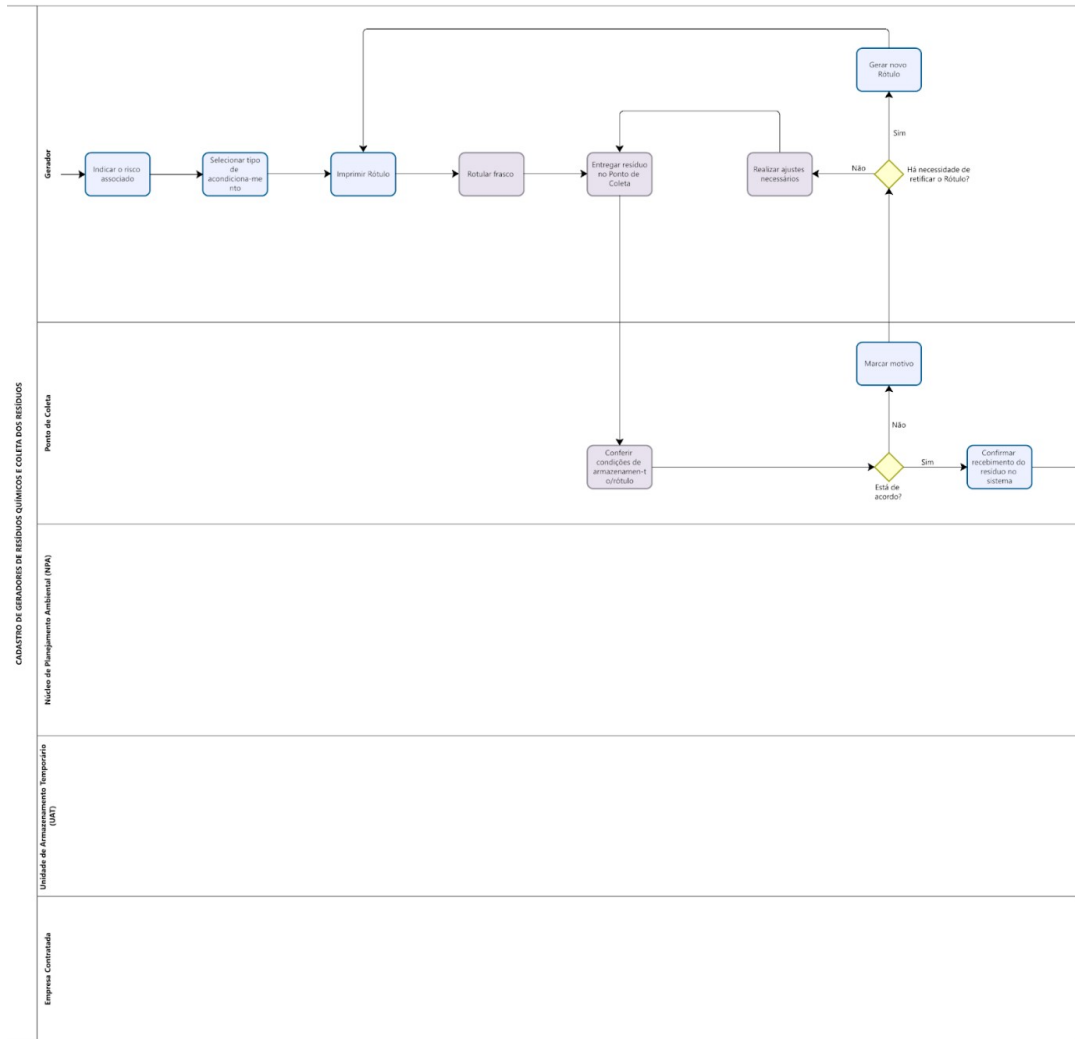 CADASTRO DE GERADORES DE RESÍDUOS QUÍMICOS E COLETA DOS RESÍDUOS
Gerador
Indicar o risco
associado
Selecionar tipo
de
acondiciona-me
nto
Imprimir Rótulo
Rotular frasco
Entregar resíduo
no Ponto de
Coleta
Realizar ajustes
necessários
Não
Há necessidade de
retificar o Rótulo?
Sim
Gerar novo
Rótulo
Ponto de Coleta
Conferir
condições de
armazenamen-t
o/rótulo
Está de
acordo?
Não
Marcar motivo
Sim
Confirmar
recebimento do
resíduo no
sistema
Núcleo de Planejamento Ambiental (NPA)
Unidade de Armazenamento Temporário
(UAT)
Empresa Contratada